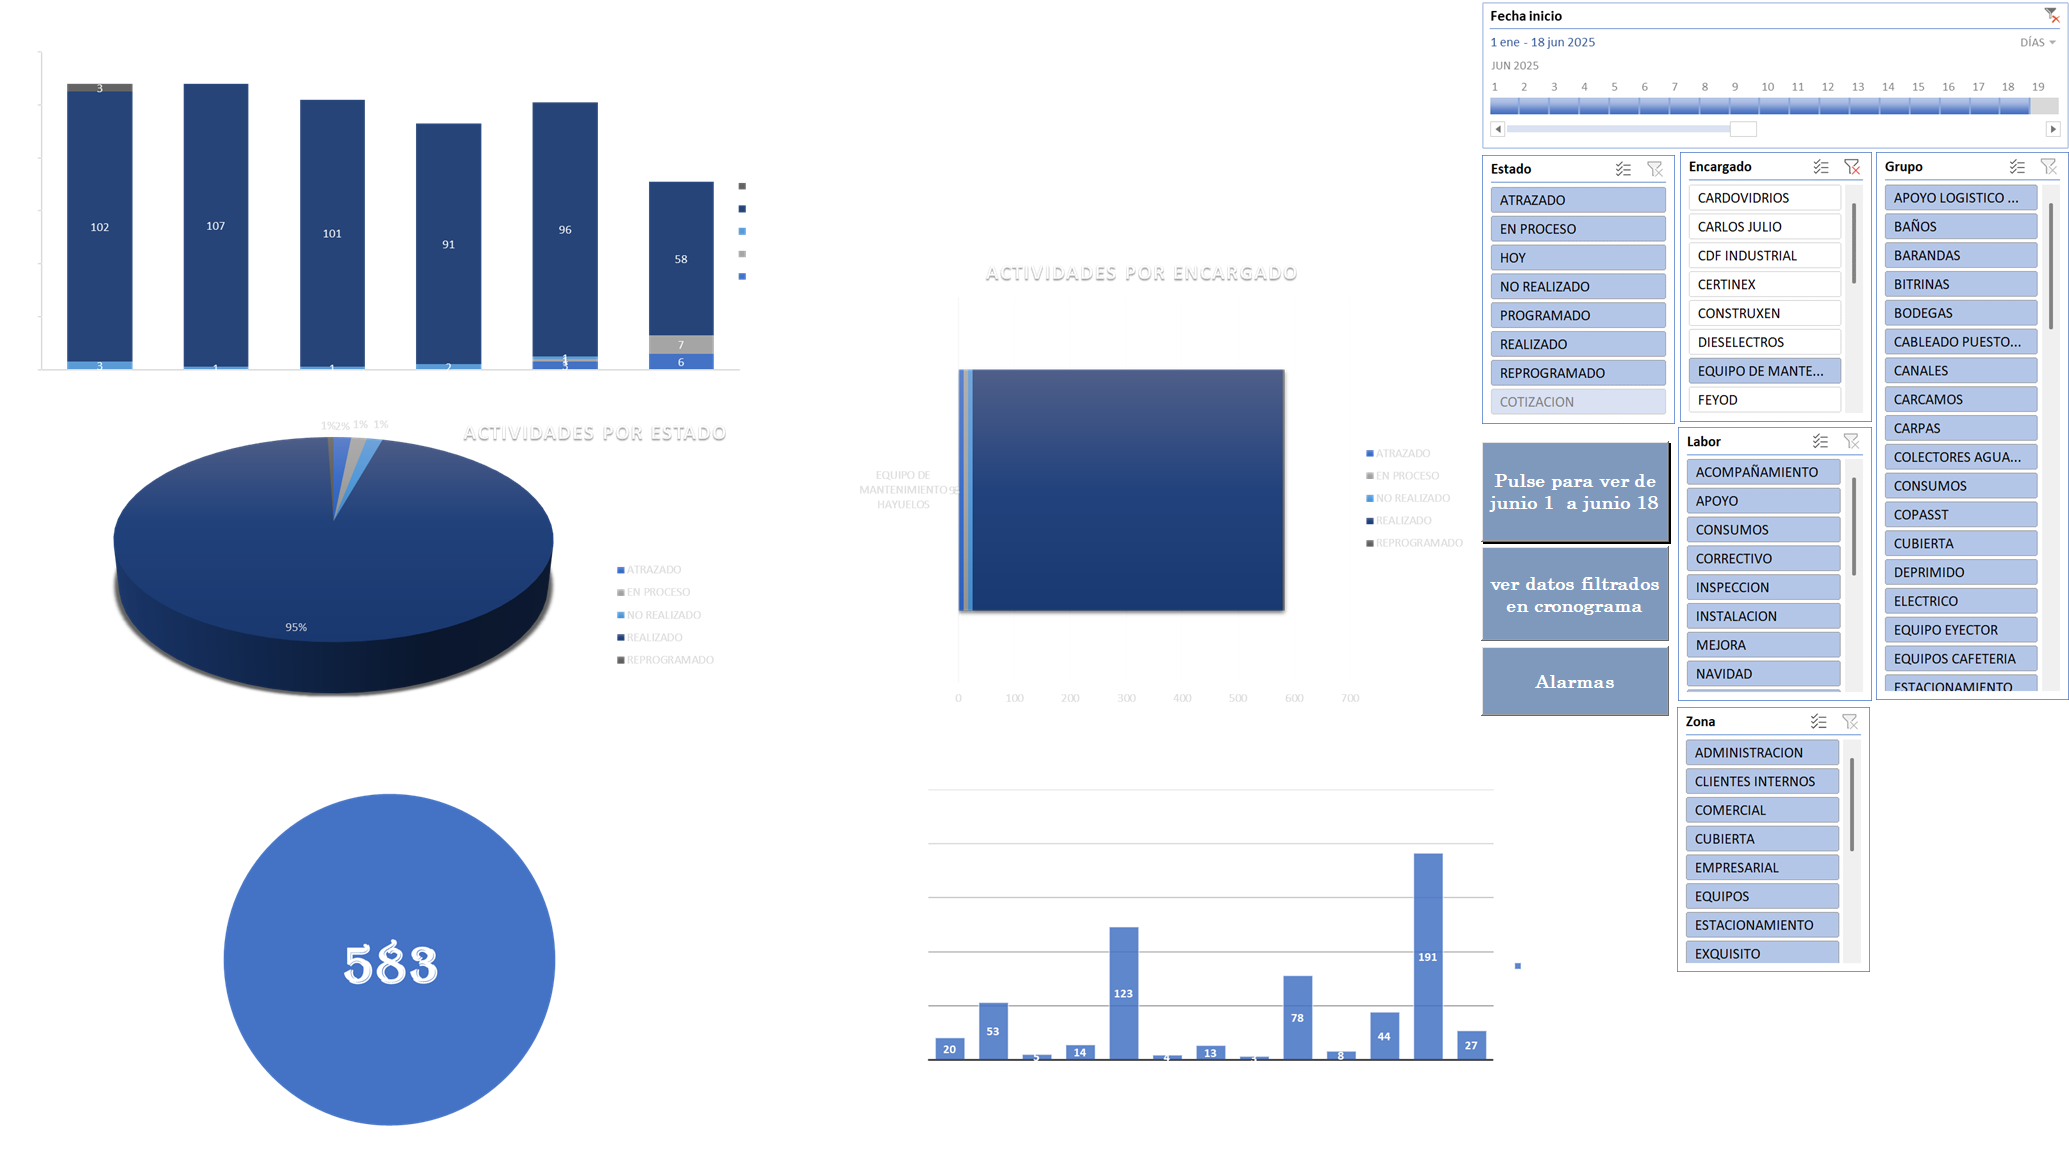 3
102
107
101
91
96
58
3
1
1
2
1
3
7
6
ACTIVIDADES POR ESTADO
1%
2%
1%
1%
95%
ATRAZADO
EN PROCESO
NO REALIZADO
REALIZADO
REPROGRAMADO
583
ACTIVIDADES POR ENCARGADO
EQUIPO DE
MANTENIMIENTO
HAYUELOS
ATRAZADO
EN PROCESO
NO REALIZADO
REALIZADO
REPROGRAMADO
0 100 200 300 400 500 600 700
20
53
5
14
123
4
13
78
8
44
191
27
Fecha inicio
1 ene - 18 jun 2025
DÍAS
JUN 2025
1 2 3 4 5 6 7 8 9 10 11 12 13 14 15 16 17 18 19
Estado
ATRAZADO
EN PROCESO
HOY
NO REALIZADO
PROGRAMADO
REALIZADO
REPROGRAMADO
COTIZACION
Encargado
CARDOVIDRIOS
CARLOS JULIO
CDF INDUSTRIAL
CERTINEX
CONSTRUXEN
DIESELECTROS
EQUIPO DE MANTE...
FEYOD
Grupo
APOYO LOGISTICO ...
BAÑOS
BARANDAS
BITRINAS
BODEGAS
CABLEADO PUESTO...
CANALES
CARCAMOS
CARPAS
COLECTORES AGUA...
CONSUMOS
COPASST
CUBIERTA
DEPRIMIDO
ELECTRICO
EQUIPO EYECTOR
EQUIPOS CAFETERIA
ESTACIONAMIENTO
Pulse para ver de
junio 1 a junio 18
ver datos filtrados
en cronograma
Alarmas
Labor
ACOMPAÑAMIENTO
APOYO
CONSUMOS
CORRECTIVO
INSPECCION
INSTALACION
MEJORA
NAVIDAD
Zona
ADMINISTRACION
CLIENTES INTERNOS
COMERCIAL
CUBIERTA
EMPRESARIAL
EQUIPOS
ESTACIONAMIENTO
EXQUISITO